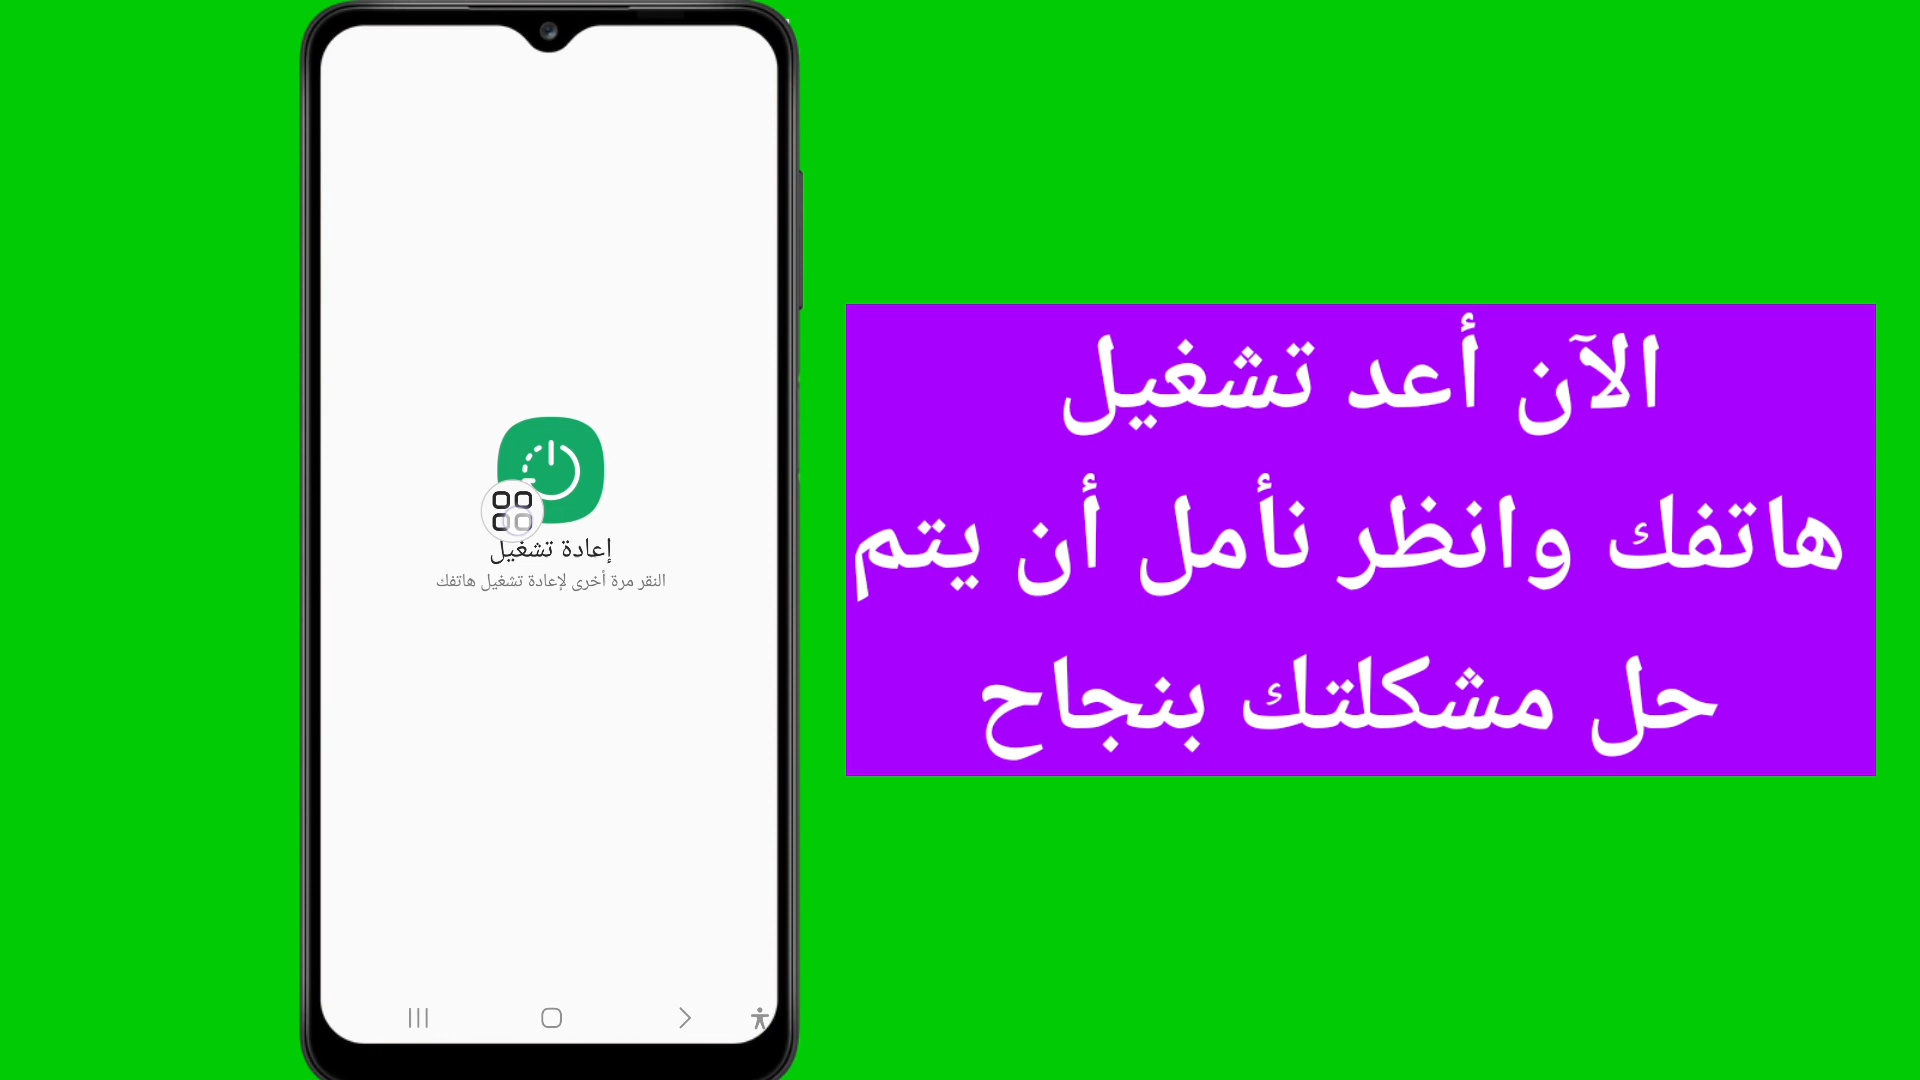 إعادة تشغيل
النقر مرة أخرى لإعادة تشغيل هاتفك
الآن أعد تشغيل
هاتفك وانظر نأمل أن يتم
حل مشكلتك بنجاح